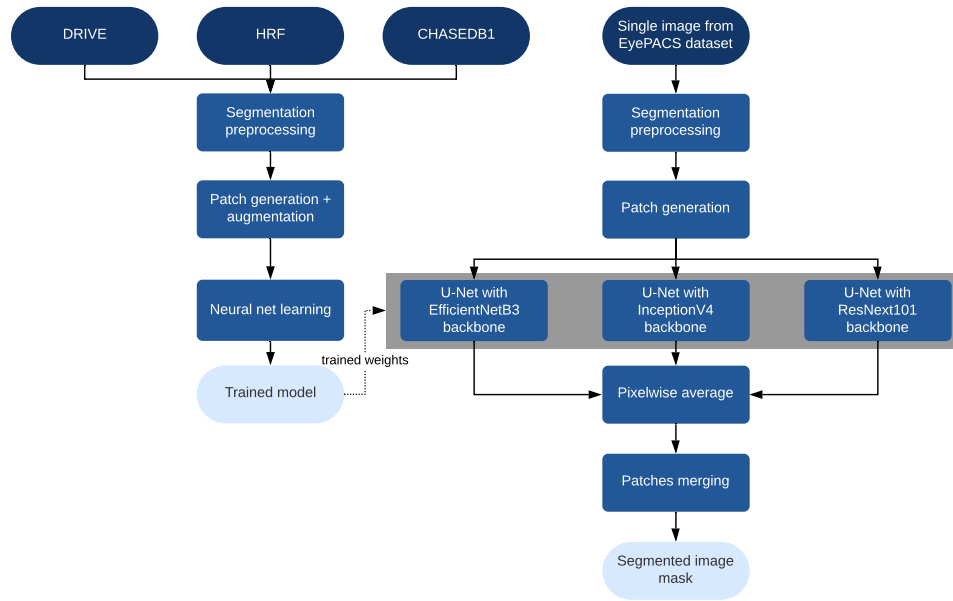 DRIVE
HRF
CHASEDB1
Single image from
EyePACS dataset
Segmentation
preprocessing
Segmentation
preprocessing
Patch generation +
augmentation
Patch generation
Neural net learning
U-Net with
EfficientNetB3
backbone
U-Net with
InceptionV4
backbone
U-Net with
ResNext101
backbone
trained weights
Trained model
Pixelwise average
Patches merging
Segmented image
mask